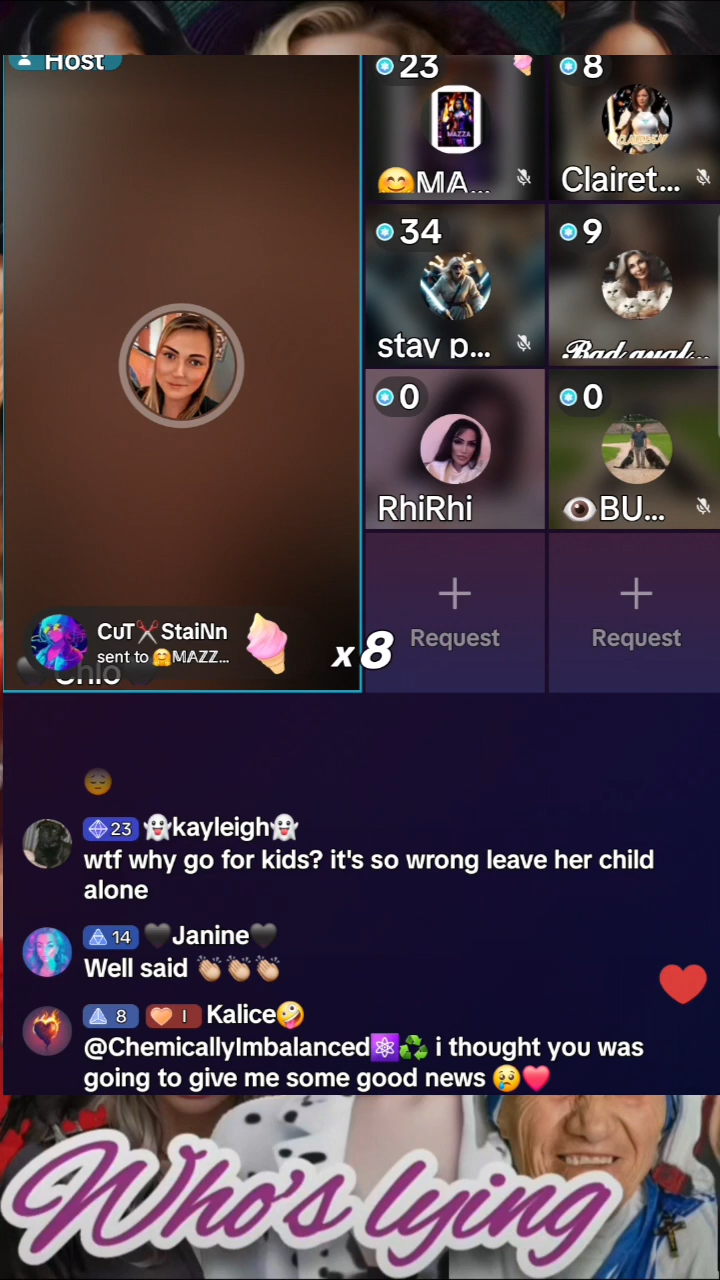 Host
23
8
🤗MA...
Clairet...
34
9
stay p...
0
0
RhiRhi
👁BU...
CuT✂StaiNn
sent to 🤗MAZZ...
x8
Request
Request
Chlo
😔
23 👻kayleigh👻
wtf why go for kids? it's so wrong leave her child
alone
14 🖤Janine🖤
Well said 👏🏻👏🏻👏🏻
8 I Kalice🤪
@ChemicallyImbalanced⚛♻ i thought you was
going to give me some good news 😢❤
Who's lying